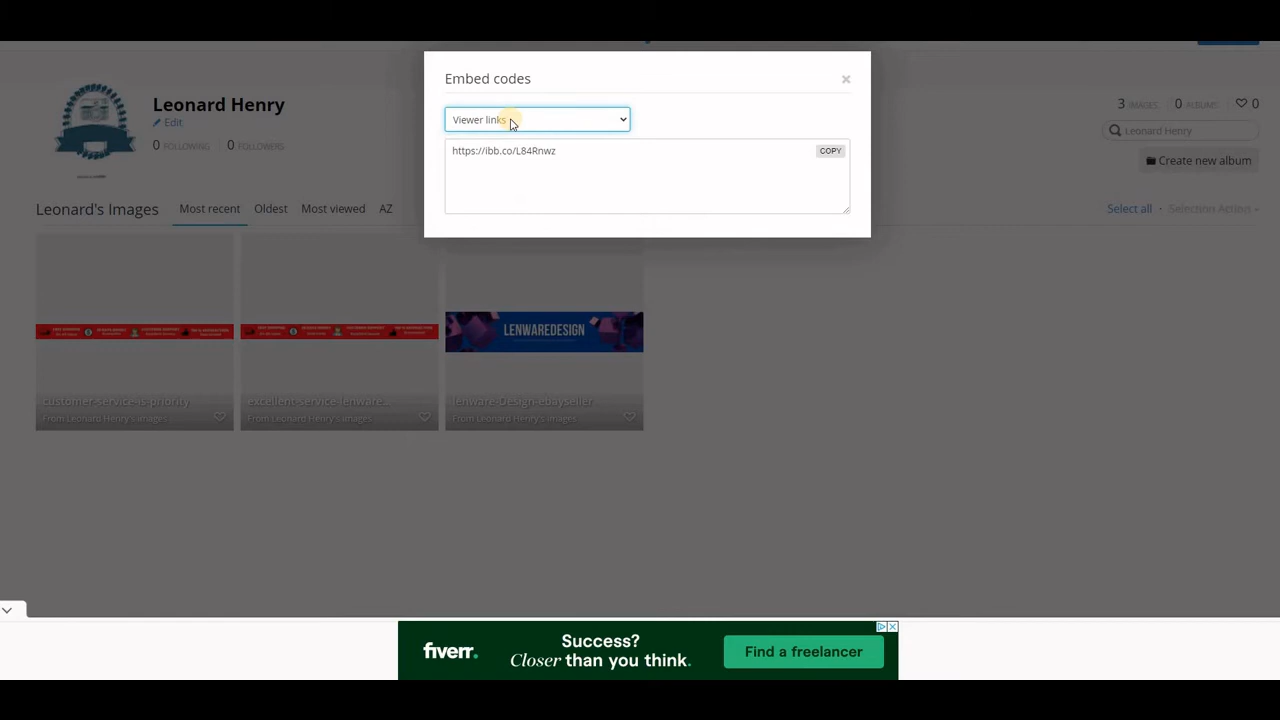 Embed codes
×
Viewer links
https://ibb.co/L84Rnwz
COPY
Leonard Henry
Edit
0 FOLLOWING 0 FOLLOWERS
3 IMAGES 0 ALBUMS 0
Leonard Henry
Create new album
Leonard's Images Most recent Oldest Most viewed AZ
Select all · Selection Action
LENWAREDESIGN
customer-service-is-priority
From Leonard Henry's images
excellent-service-lenware...
From Leonard Henry's images
lenware-Design-ebayseller
From Leonard Henry's images
fiverr.
Success?
Closer than you think.
Find a freelancer